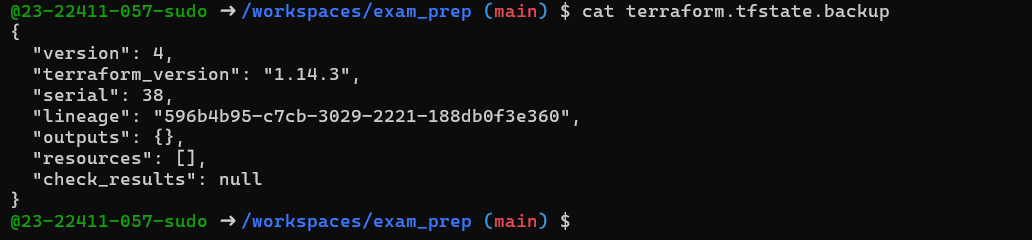 @23-22411-057-sudo ➜ /workspaces/exam_prep (main) $ cat terraform.tfstate.backup
{
  "version": 4,
  "terraform_version": "1.14.3",
  "serial": 38,
  "lineage": "596b4b95-c7cb-3029-2221-188db0f3e360",
  "outputs": {},
  "resources": [],
  "check_results": null
}
@23-22411-057-sudo ➜ /workspaces/exam_prep (main) $